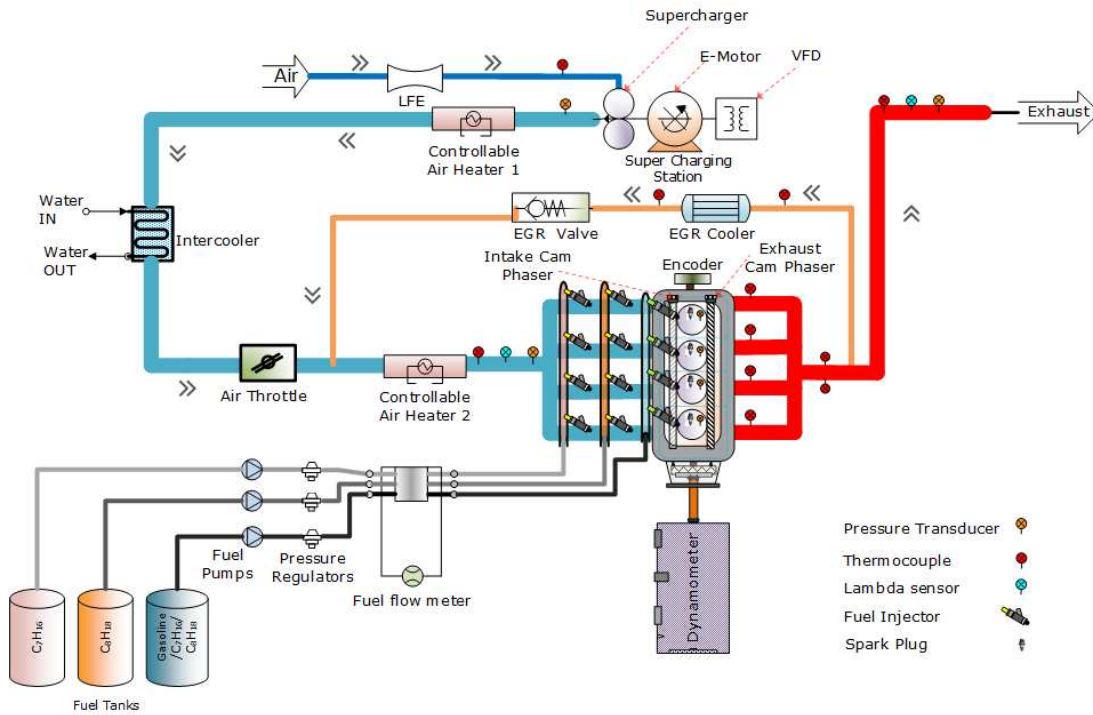 Supercharger
E-Motor
VFD
Air
LFE
Exhaust
Controllable
Air Heater 1
Super Charging
Station
Water
IN
Intercooler
Water
OUT
EGR Valve
EGR Cooler
Intake Cam
Phaser
Encoder
Exhaust
Cam Phaser
Air Throttle
Controllable
Air Heater 2
Fuel
Pumps
Pressure
Regulators
Fuel flow meter
Dynamometer
Pressure Transducer
Thermocouple
Lambda sensor
Fuel Injector
Spark Plug
C₇H₁₆
C₈H₁₈
Gasoline
/C₇H₁₆/
C₈H₁₈
Fuel Tanks